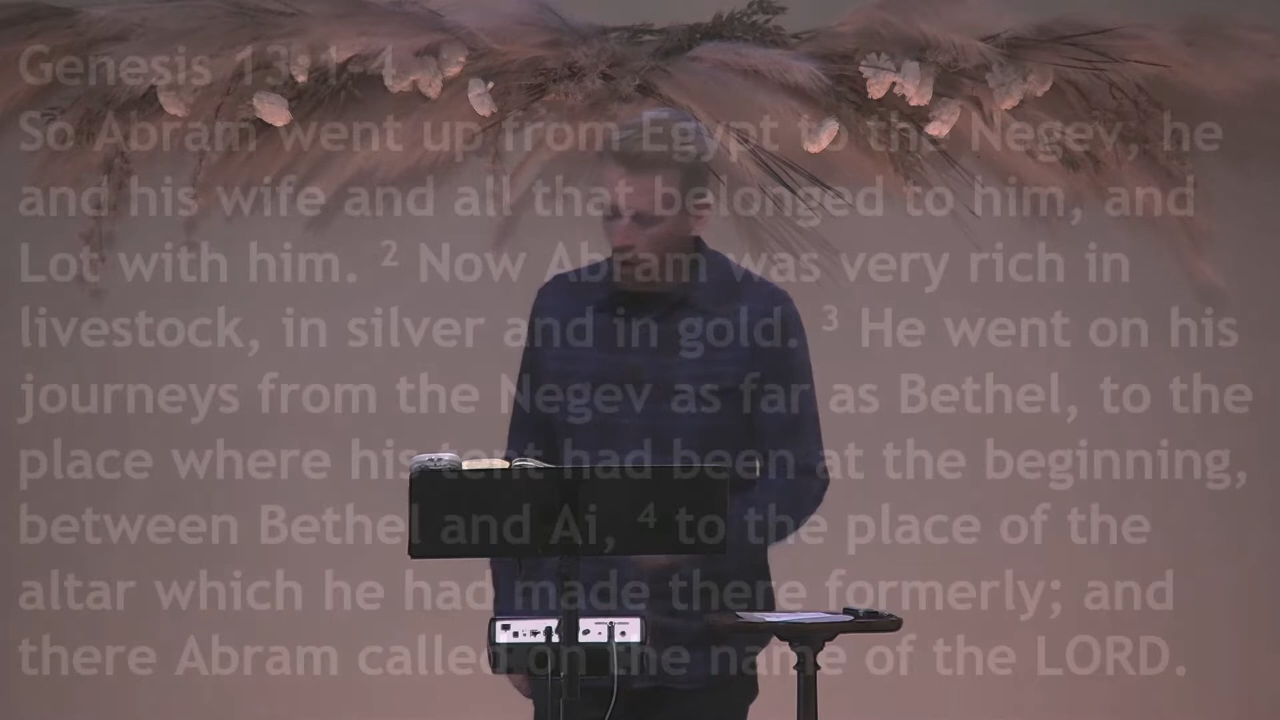 Genesis 13:1-4
So Abram went up from Egypt to the Negev, he
and his wife and all that belonged to him, and
Lot with him. ² Now Abram was very rich in
livestock, in silver and in gold. ³ He went on his
journeys from the Negev as far as Bethel, to the
place where his tent had been at the beginning,
between Bethel and Ai, ⁴ to the place of the
altar which he had made there formerly; and
there Abram called on the name of the LORD.